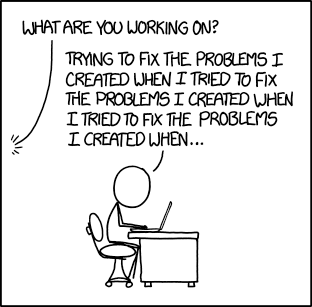 WHAT ARE YOU WORKING ON?
TRYING TO FIX THE PROBLEMS I
CREATED WHEN I TRIED TO FIX
THE PROBLEMS I CREATED WHEN
I TRIED TO FIX THE PROBLEMS
I CREATED WHEN...